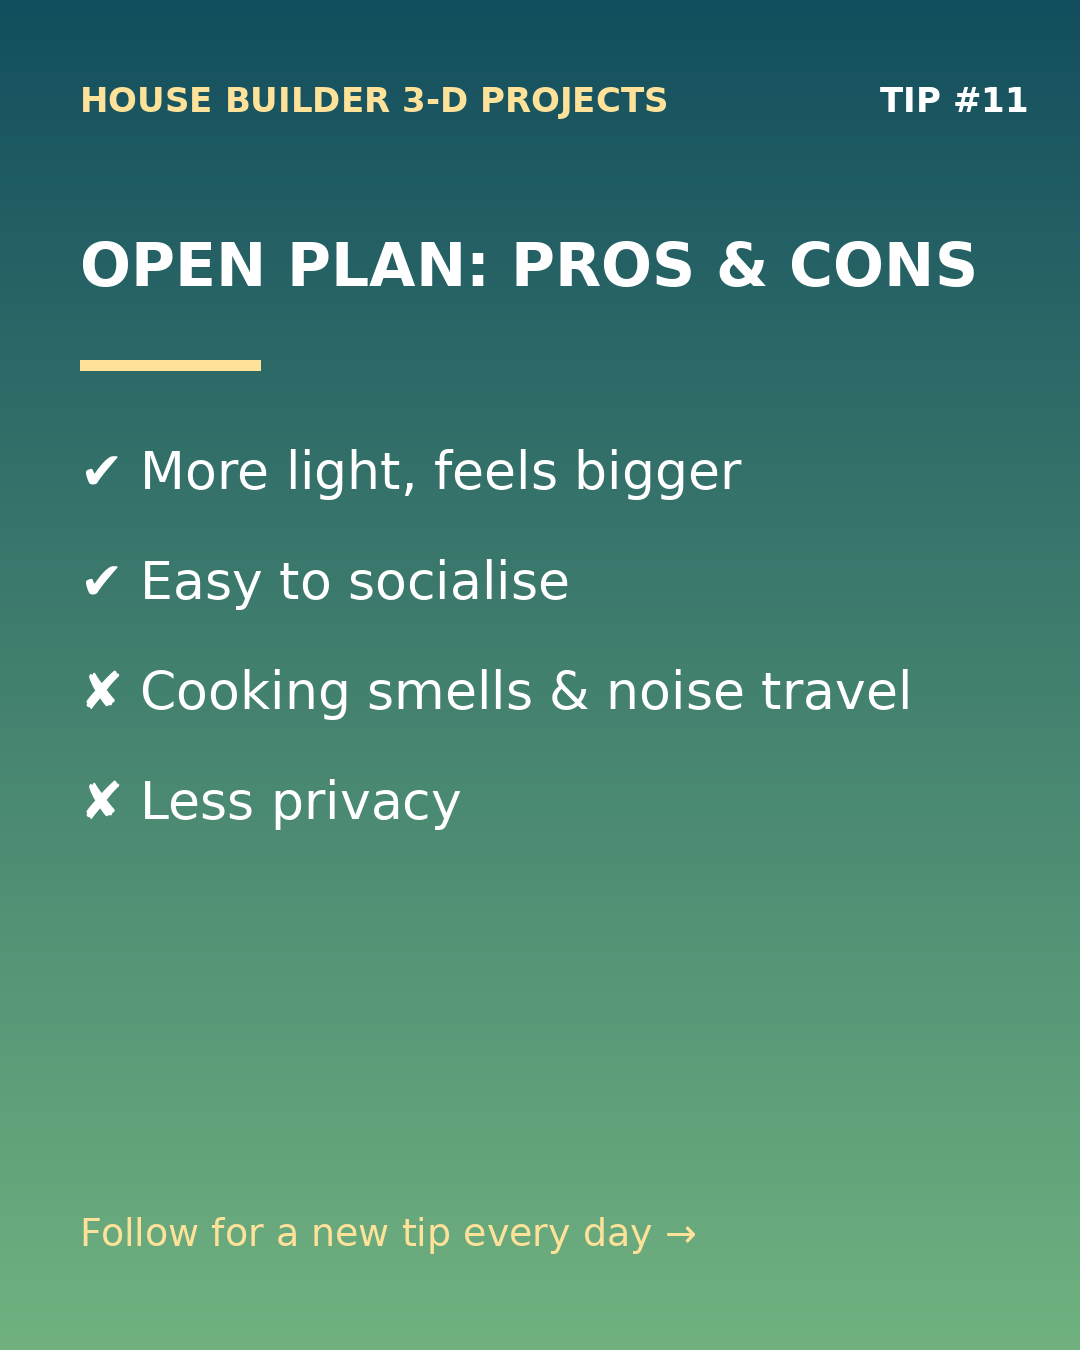 HOUSE BUILDER 3-D PROJECTS
TIP #11
OPEN PLAN: PROS & CONS
✔ More light, feels bigger
✔ Easy to socialise
✘ Cooking smells & noise travel
✘ Less privacy
Follow for a new tip every day →